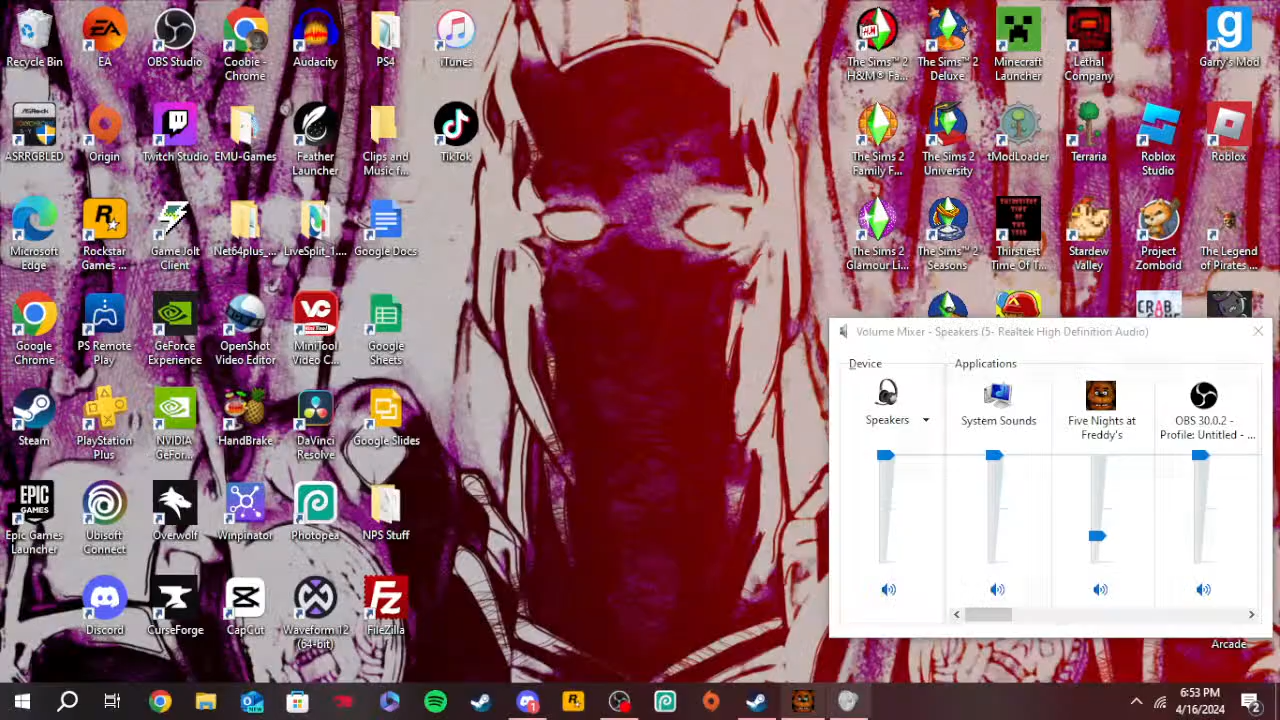 Recycle Bin
EA
OBS Studio
Coobie -
Chrome
Audacity
PS4
iTunes
The Sims™ 2
H&M® Fa...
The Sims™ 2
Deluxe
Minecraft
Launcher
Lethal
Company
Garry's Mod
ASRRGBLED
Origin
Twitch Studio
EMU-Games
Feather
Launcher
Clips and
Music f...
TikTok
The Sims 2
Family F...
The Sims 2
University
tModLoader
Terraria
Roblox
Studio
Roblox
Microsoft
Edge
Rockstar
Games ...
Game Jolt
Client
Net64plus_...
LiveSplit_1....
Google Docs
The Sims 2
Glamour Li...
The Sims™ 2
Seasons
THIRSTIEST
TIME
OF THE
YEAR
Thirstiest
Time Of T...
Stardew
Valley
Project
Zomboid
The Legend
of Pirates ...
Google
Chrome
PS Remote
Play
GeForce
Experience
OpenShot
Video Editor
MiniTool
Video C...
Google
Sheets
CRAB
Steam
PlayStation
Plus
NVIDIA
GeFor...
HandBrake
DaVinci
Resolve
Google Slides
Epic Games
Launcher
Ubisoft
Connect
Overwolf
Winpinator
Photopea
NPS Stuff
Discord
CurseForge
CapCut
Waveform 12
(64-bit)
FileZilla
Volume Mixer - Speakers (5- Realtek High Definition Audio)
Device
Applications
Speakers
System Sounds
Five Nights at
Freddy's
OBS 30.0.2 -
Profile: Untitled - ...
Arcade
6:53 PM
4/16/2024
2